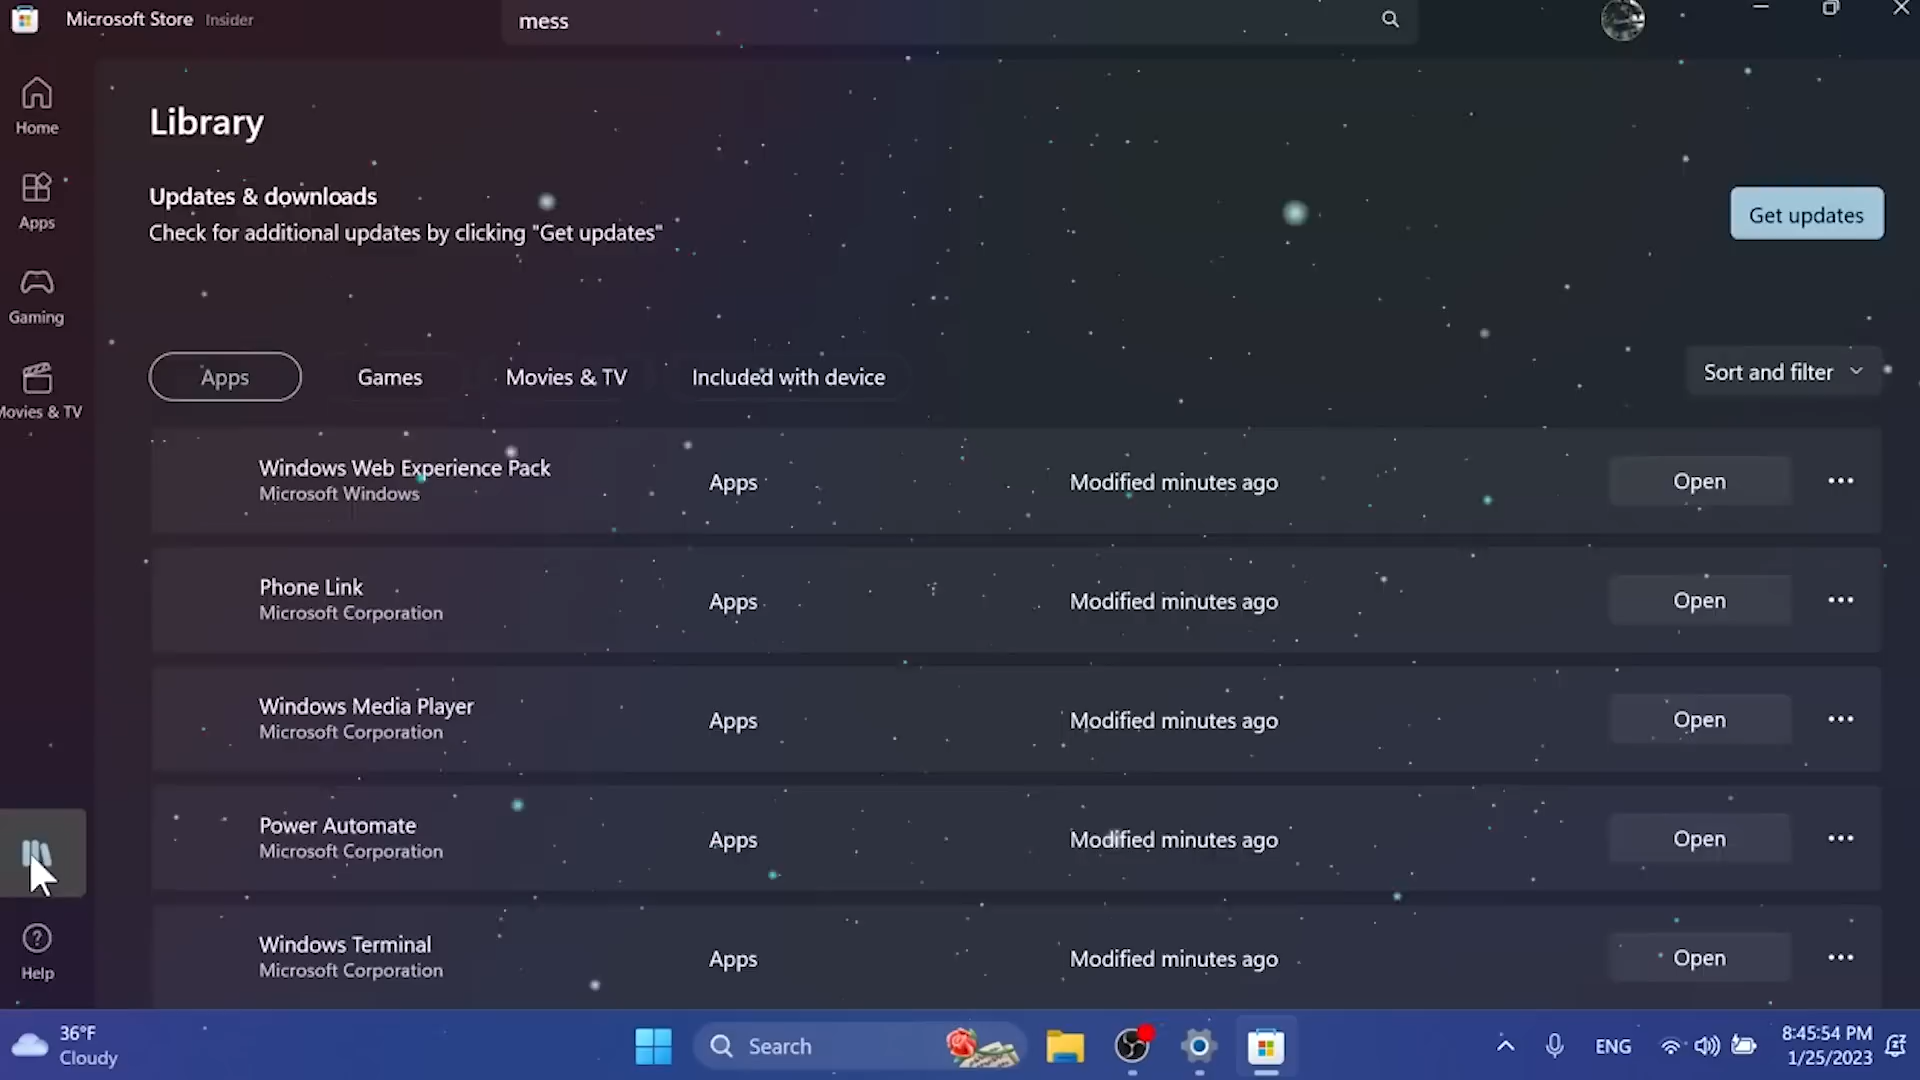 Microsoft Store Insider
mess
Home
Apps
Gaming
Movies & TV
Help
Library
Updates & downloads
Check for additional updates by clicking "Get updates"
Get updates
Apps Games Movies & TV Included with device
Sort and filter
Windows Web Experience Pack
Microsoft Windows
Apps
Modified minutes ago
Open
Phone Link
Microsoft Corporation
Apps
Modified minutes ago
Open
Windows Media Player
Microsoft Corporation
Apps
Modified minutes ago
Open
Power Automate
Microsoft Corporation
Apps
Modified minutes ago
Open
Windows Terminal
Microsoft Corporation
Apps
Modified minutes ago
Open
36°F
Cloudy
Search
ENG
8:45:54 PM
1/25/2023